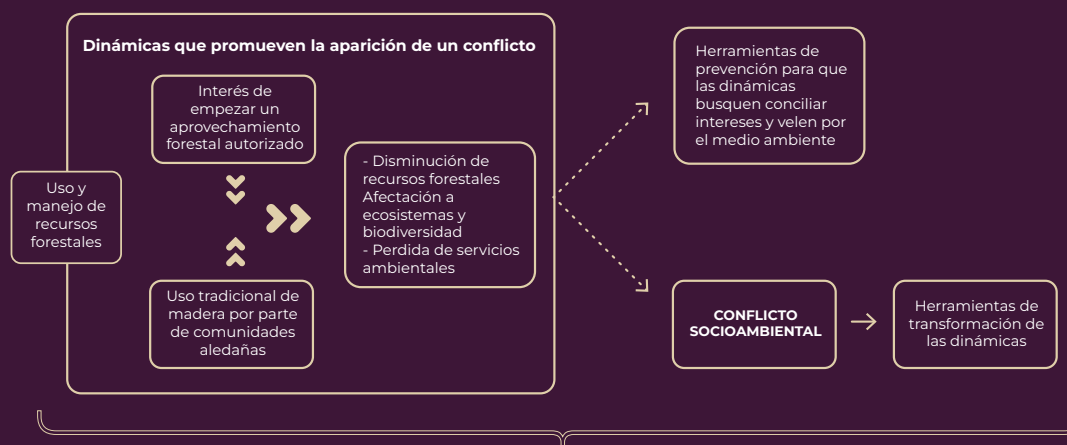 Dinámicas que promueven la aparición de un conflicto
Uso y
manejo de
recursos
forestales
Interés de
empezar un
aprovechamiento
forestal autorizado
Uso tradicional de
madera por parte
de comunidades
aledañas
- Disminución de
recursos forestales
Afectación a
ecosistemas y
biodiversidad
- Perdida de servicios
ambientales
Herramientas de
prevención para que
las dinámicas
busquen conciliar
intereses y velen por
el medio ambiente
CONFLICTO
SOCIOAMBIENTAL
Herramientas de
transformación de
las dinámicas